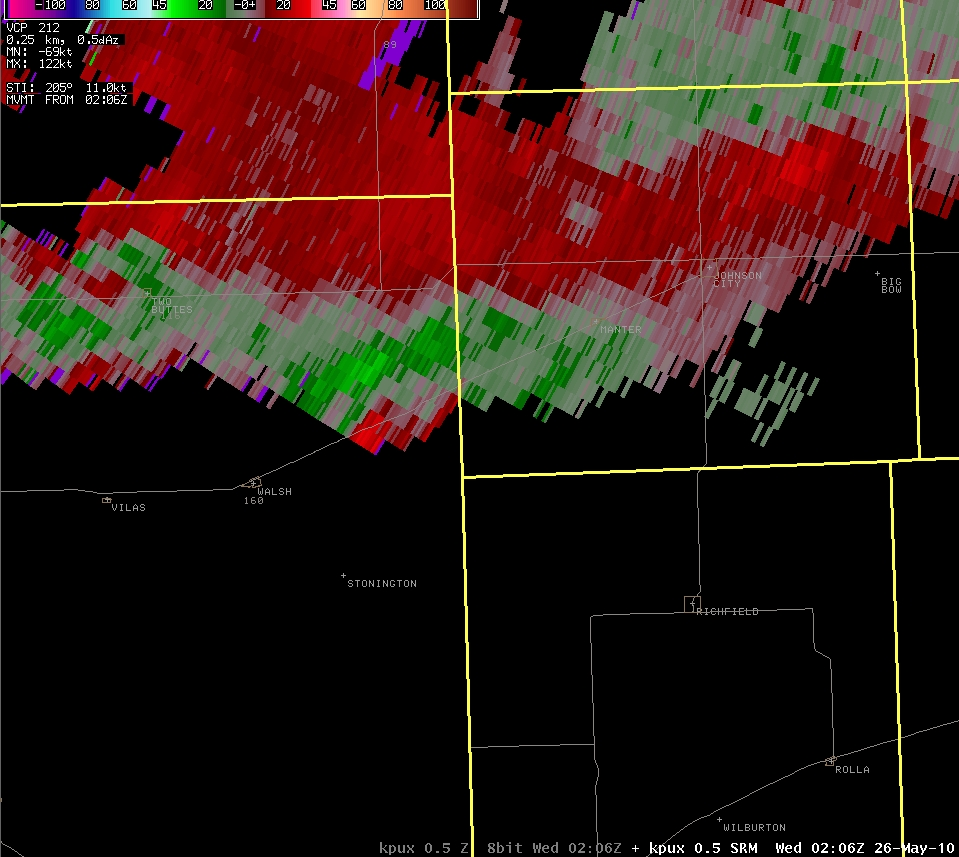 -100 80 60 45 20 -0+ 20 45 60 80 100
VCP 212
0.25 km, 0.5dAz
MN: -69kt
MX: 122kt
STI: 205° 11.0kt
MVMT FROM 02:06Z
89
JOHNSON
CITY
BIG
BOW
TWO
BUTTES
MANTER
WALSH
160
VILAS
STONINGTON
RICHFIELD
ROLLA
WILBURTON
kpux 0.5 Z 8bit Wed 02:06Z + kpux 0.5 SRM Wed 02:06Z 26-May-10